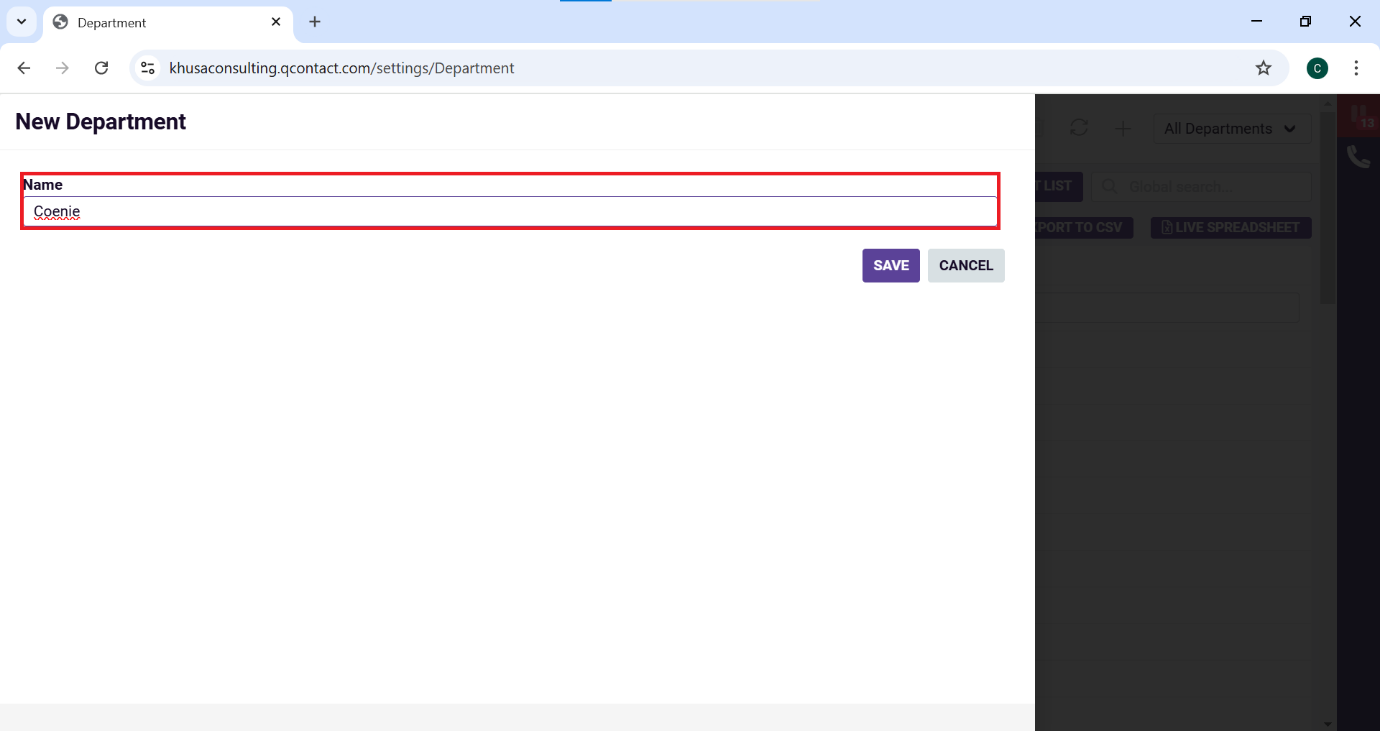 Department
khusaconsulting.qcontact.com/settings/Department
C
New Department
All Departments
13
Name
T LIST
Global search...
Coenie
PORT TO CSV
LIVE SPREADSHEET
SAVE
CANCEL